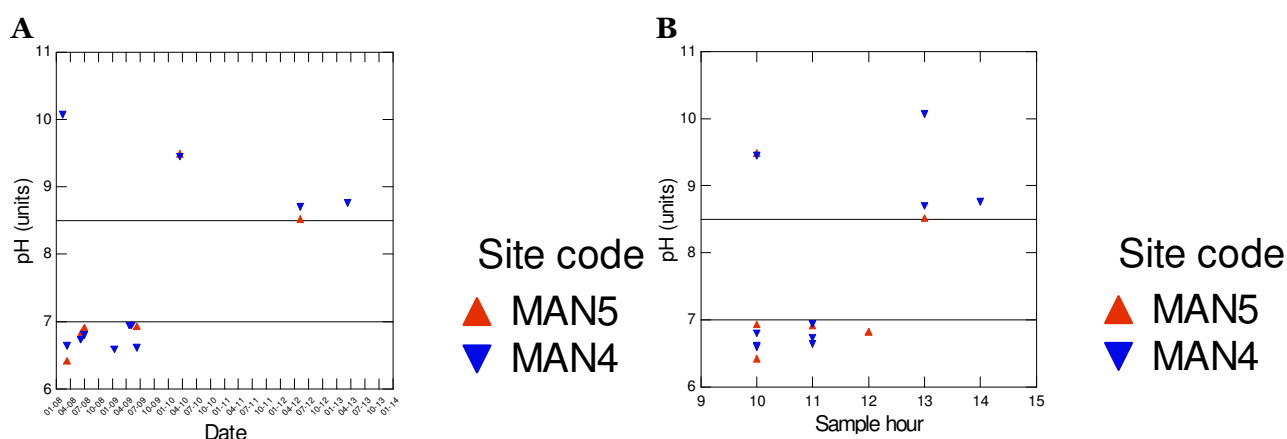 A
11
10
9
8
7
6
pH (units)
01-08 04-08 07-08 10-08 01-09 04-09 07-09 10-09 01-10 04-10 07-10 10-10 01-11 04-11 07-11 10-11 01-12 04-12 07-12 10-12 01-13 04-13 07-13 10-13 01-14
Date
Site code
MAN5
MAN4
B
11
10
9
8
7
6
pH (units)
9 10 11 12 13 14 15
Sample hour
Site code
MAN5
MAN4